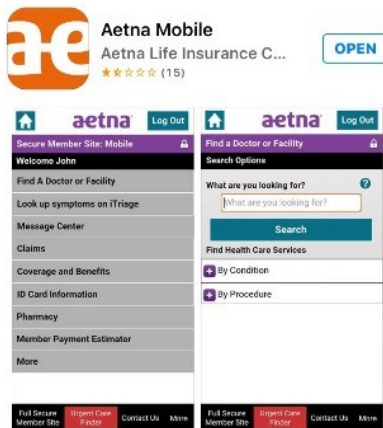 ae
Aetna Mobile
Aetna Life Insurance C...
(15)
OPEN
aetna
Log Out
Secure Member Site: Mobile
Welcome John
Find A Doctor or Facility
Look up symptoms on iTriage
Message Center
Claims
Coverage and Benefits
ID Card Information
Pharmacy
Member Payment Estimator
More
Full Secure
Member Site
Urgent Care
Finder
Contact Us
More
aetna
Log Out
Find a Doctor or Facility
Search Options
What are you looking for?
?
What are you looking for?
Search
Find Health Care Services
+ By Condition
+ By Procedure
Full Secure
Member Site
Urgent Care
Finder
Contact Us
More